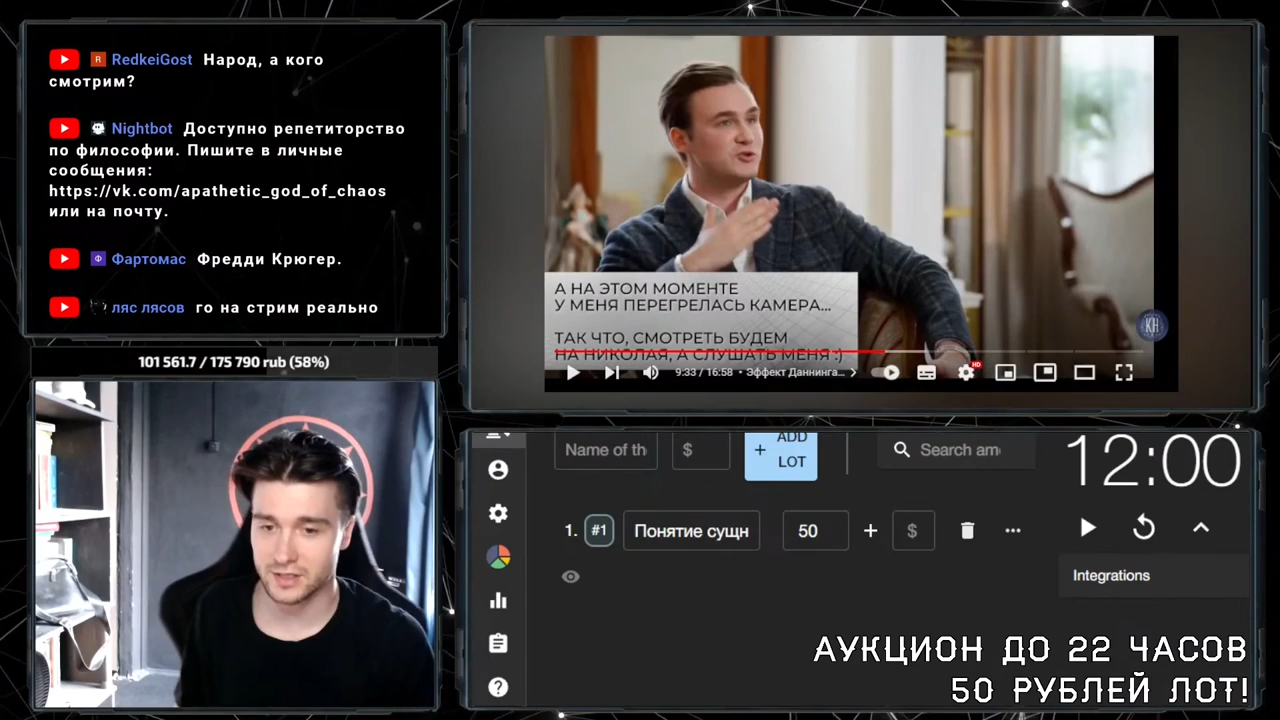 RedkeiGost Народ, а кого
смотрим?
Nightbot Доступно репетиторство
по философии. Пишите в личные
сообщения:
https://vk.com/apathetic_god_of_chaos
или на почту.
Ф Фартомас Фредди Крюгер.
ляс лясов го на стрим реально
101 561.7 / 175 790 rub (58%)
А НА ЭТОМ МОМЕНТЕ
У МЕНЯ ПЕРЕГРЕЛАСЬ КАМЕРА...
ТАК ЧТО, СМОТРЕТЬ БУДЕМ
НА НИКОЛАЯ, А СЛУШАТЬ МЕНЯ :)
КН
9:33 / 16:58 • Эффект Даннинга...
HD
Name of th
$
+ ADD
LOT
Search am
12:00
1. #1 Понятие сущн 50 + $
Integrations
АУКЦИОН ДО 22 ЧАСОВ
50 РУБЛЕЙ ЛОТ!